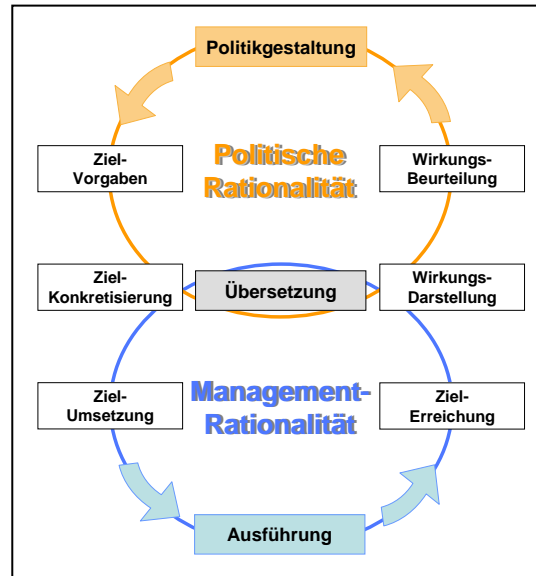 Politikgestaltung
Ziel-
Vorgaben
Politische
Rationalität
Wirkungs-
Beurteilung
Ziel-
Konkretisierung
Übersetzung
Wirkungs-
Darstellung
Ziel-
Umsetzung
Management-
Rationalität
Ziel-
Erreichung
Ausführung